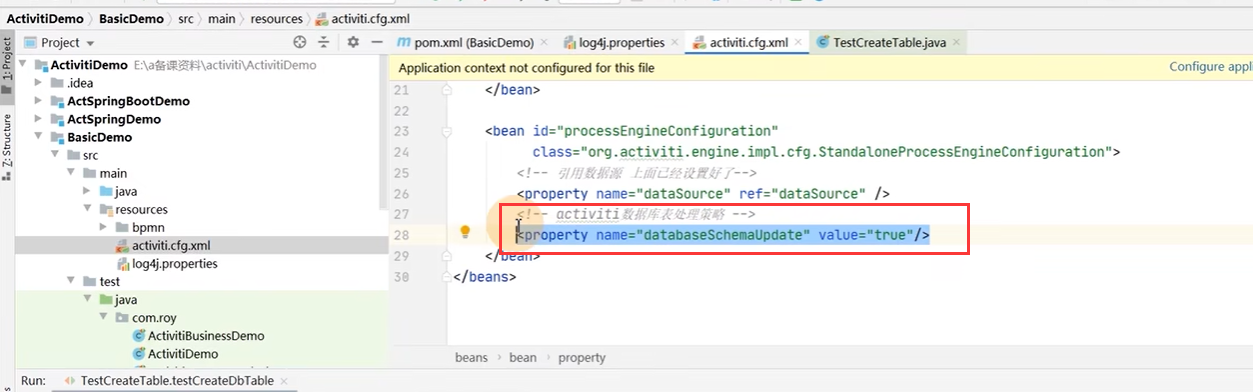 ActivitiDemo BasicDemo src main resources activiti.cfg.xml
Project
pom.xml (BasicDemo) log4j.properties activiti.cfg.xml TestCreateTable.java
1: Project
Z: Structure
ActivitiDemo E:\a备课资料\activiti\ActivitiDemo
.idea
ActSpringBootDemo
ActSpringDemo
BasicDemo
src
main
java
resources
bpmn
activiti.cfg.xml
log4j.properties
test
java
com.roy
ActivitiBusinessDemo
ActivitiDemo
Application context not configured for this file
Configure appl
21 </bean>
22
23 <bean id="processEngineConfiguration"
24 class="org.activiti.engine.impl.cfg.StandaloneProcessEngineConfiguration">
25 <!-- 引用数据源 上面已经设置好了-->
26 <property name="dataSource" ref="dataSource" />
27 <!-- activiti数据库表处理策略 -->
28 <property name="databaseSchemaUpdate" value="true"/>
29 </bean>
30 </beans>
beans bean property
Run: TestCreateTable.testCreateDbTable